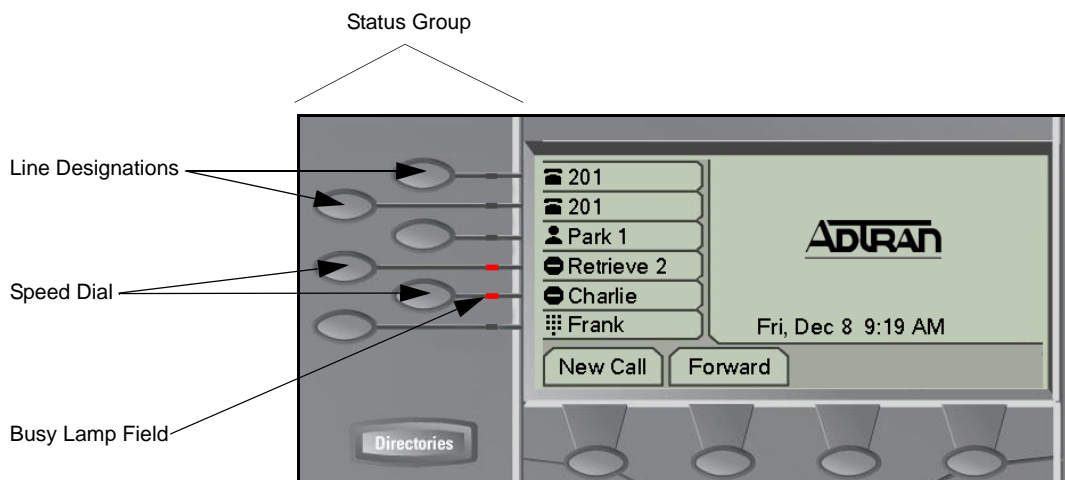 Status Group
Line Designations
Speed Dial
Busy Lamp Field
201
201
Park 1
Retrieve 2
Charlie
Frank
ADTRAN
Fri, Dec 8 9:19 AM
New Call
Forward
Directories